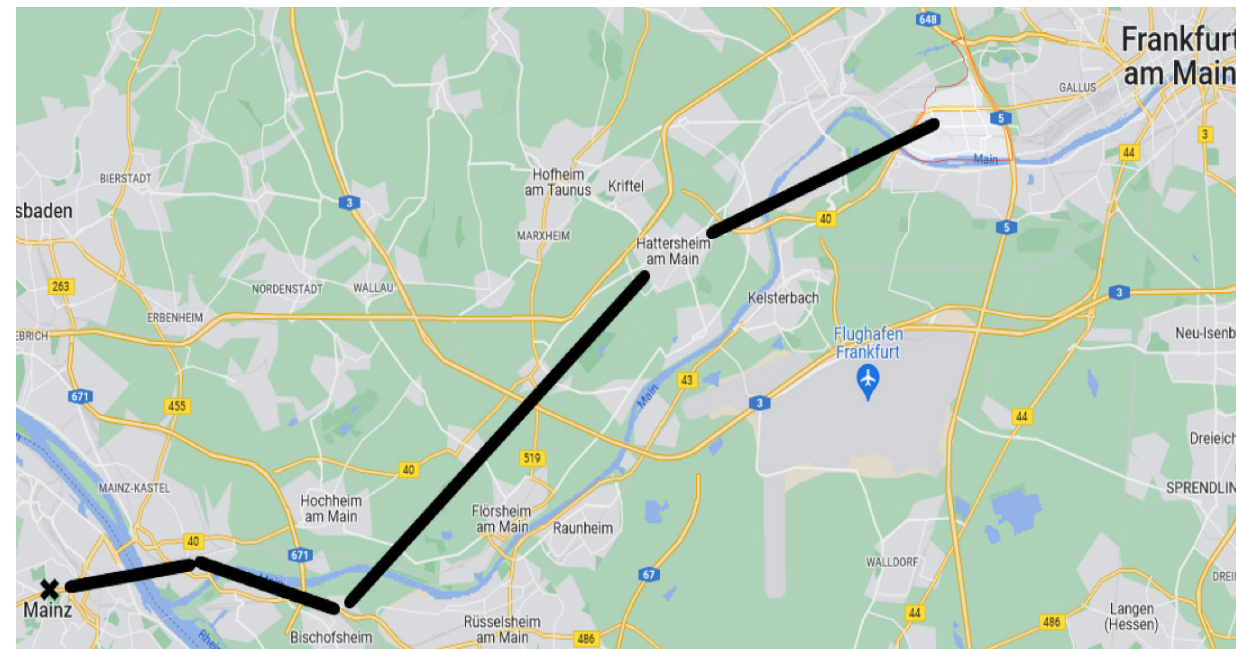 648
Frankfurt
am Main
GALLUS
5
3
44
Main
BIERSTADT
Hofheim
am Taunus
Kriftel
3
sbaden
40
5
MARXHEIM
Hattersheim
am Main
263
NORDENSTADT
WALLAU
Kelsterbach
3
ERBENHEIM
EBRICH
Flughafen
Frankfurt
Neu-Isenb
43
671
455
Main
3
44
Dreieich
519
40
MAINZ-KASTEL
SPRENDLIN
Hochheim
am Main
Flörsheim
am Main
Raunheim
40
671
WALLDORF
67
DREI
Mainz
Rhein
Bischofsheim
Rüsselsheim
am Main
486
44
486
Langen
(Hessen)